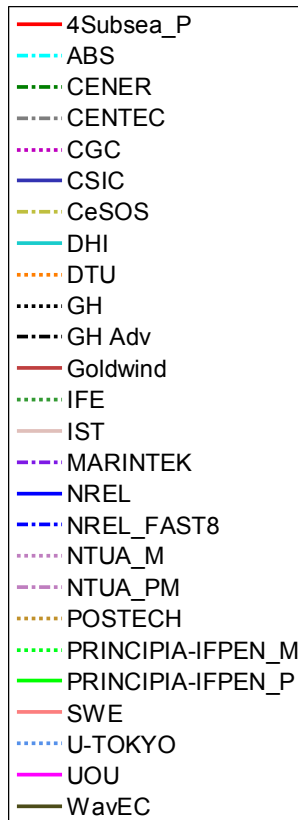 4Subsea_P
ABS
CENER
CENTEC
CGC
CSIC
CeSOS
DHI
DTU
GH
GH Adv
Goldwind
IFE
IST
MARINTEK
NREL
NREL_FAST8
NTUA_M
NTUA_PM
POSTECH
PRINCIPIA-IFPEN_M
PRINCIPIA-IFPEN_P
SWE
U-TOKYO
UOU
WavEC